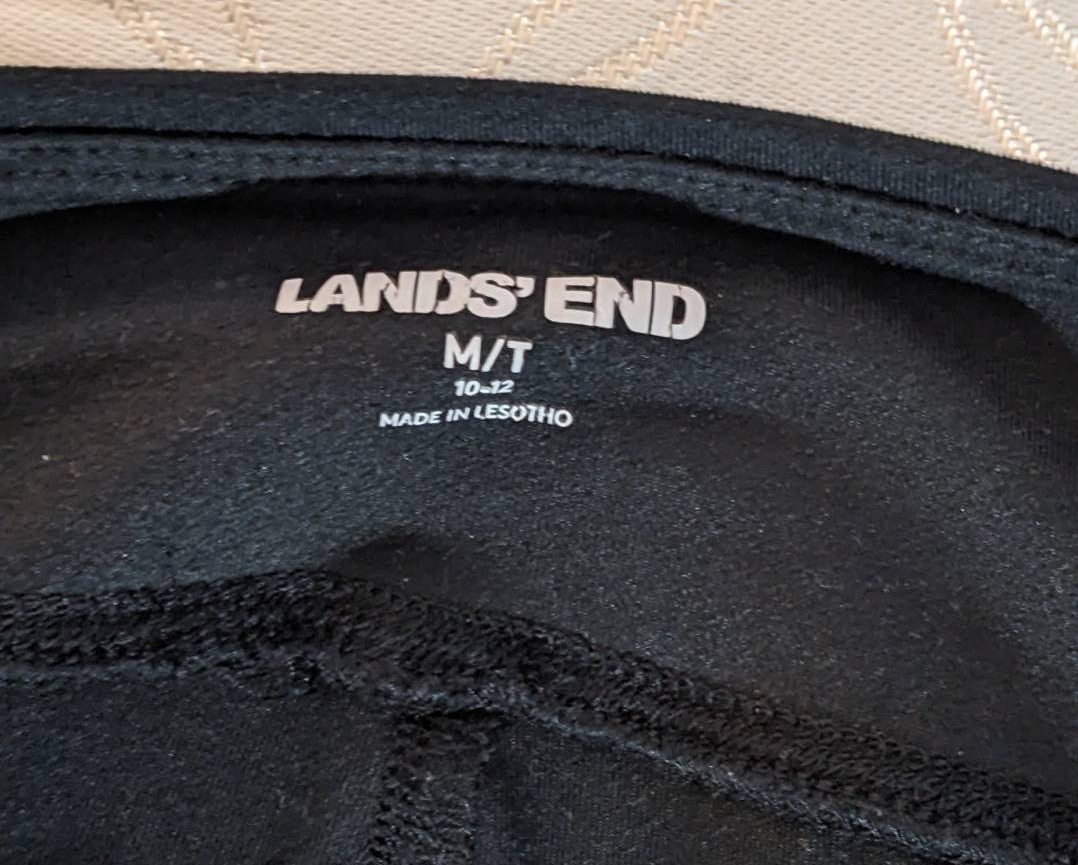 LANDS' END
M/T
10-12
MADE IN LESOTHO